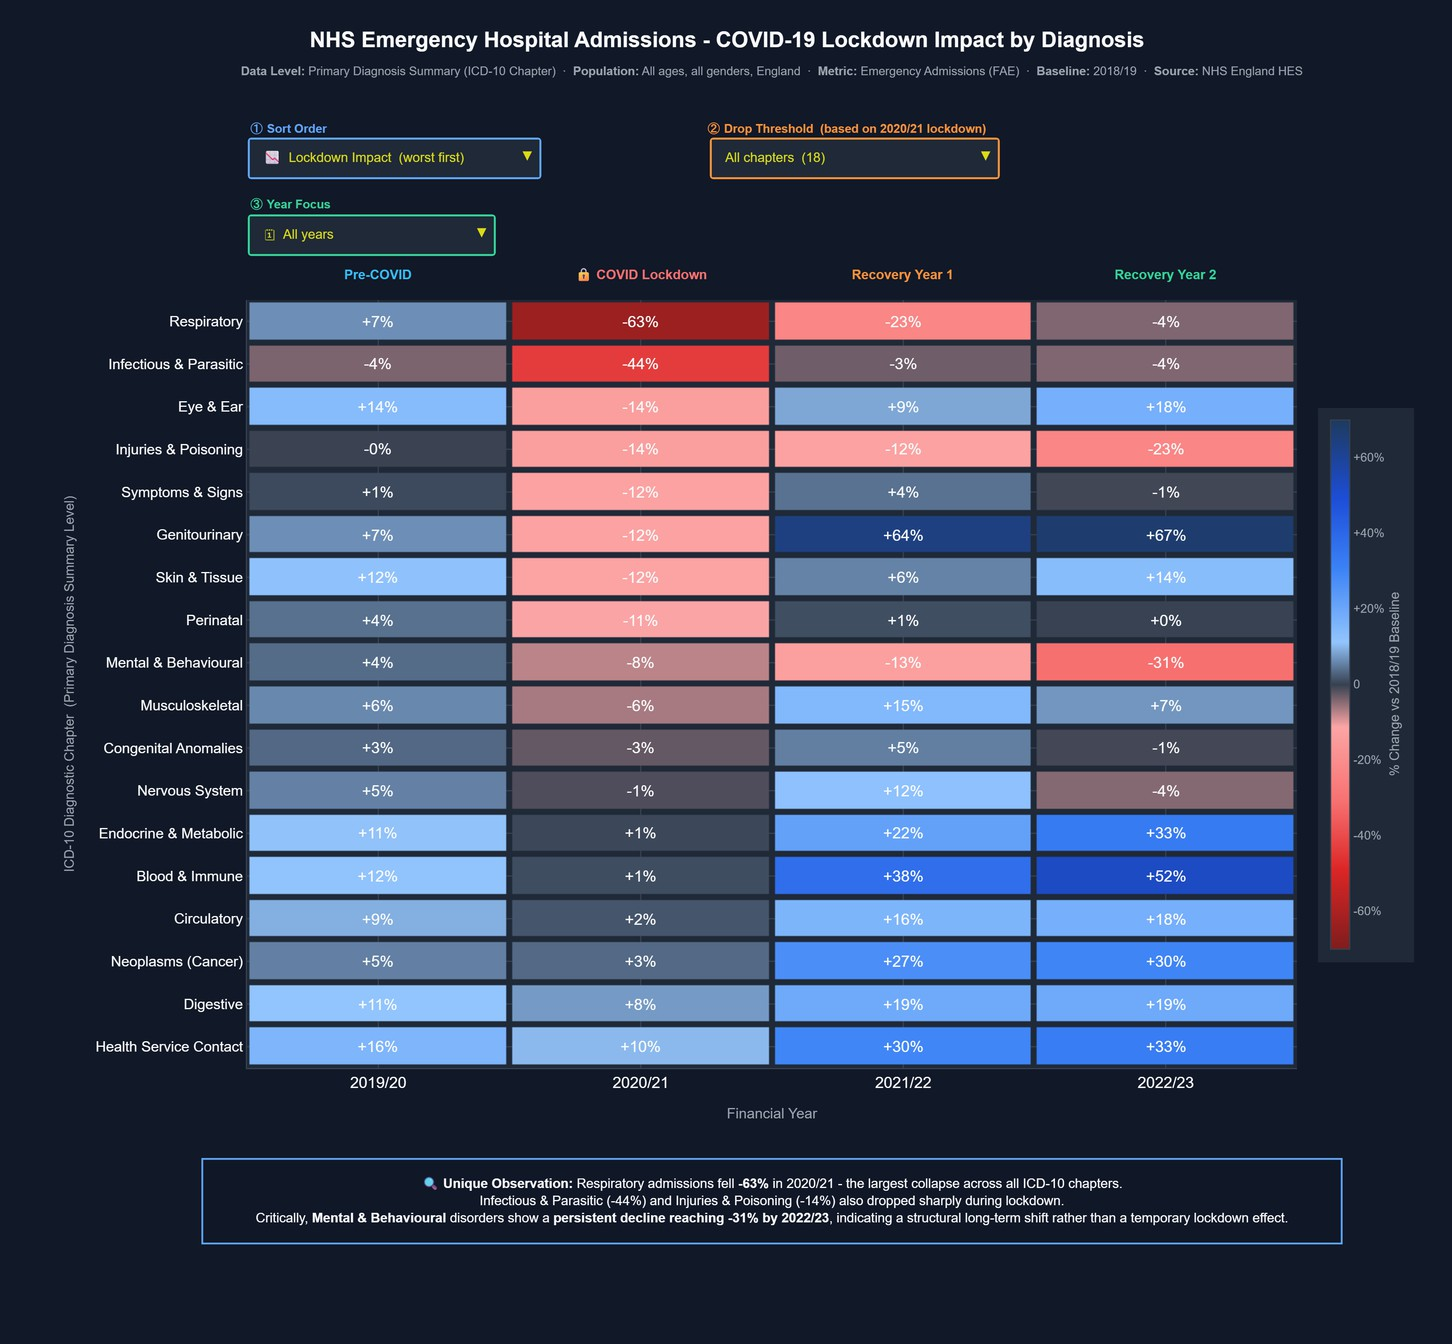 NHS Emergency Hospital Admissions - COVID-19 Lockdown Impact by Diagnosis
Data Level: Primary Diagnosis Summary (ICD-10 Chapter) · Population: All ages, all genders, England · Metric: Emergency Admissions (FAE) · Baseline: 2018/19 · Source: NHS England HES
① Sort Order
Lockdown Impact (worst first) ▼
② Drop Threshold (based on 2020/21 lockdown)
All chapters (18) ▼
③ Year Focus
All years ▼
Pre-COVID 🔒 COVID Lockdown Recovery Year 1 Recovery Year 2
Respiratory +7% -63% -23% -4%
Infectious & Parasitic -4% -44% -3% -4%
Eye & Ear +14% -14% +9% +18%
Injuries & Poisoning -0% -14% -12% -23%
Symptoms & Signs +1% -12% +4% -1%
Genitourinary +7% -12% +64% +67%
Skin & Tissue +12% -12% +6% +14%
Perinatal +4% -11% +1% +0%
Mental & Behavioural +4% -8% -13% -31%
Musculoskeletal +6% -6% +15% +7%
Congenital Anomalies +3% -3% +5% -1%
Nervous System +5% -1% +12% -4%
Endocrine & Metabolic +11% +1% +22% +33%
Blood & Immune +12% +1% +38% +52%
Circulatory +9% +2% +16% +18%
Neoplasms (Cancer) +5% +3% +27% +30%
Digestive +11% +8% +19% +19%
Health Service Contact +16% +10% +30% +33%
2019/20 2020/21 2021/22 2022/23
Financial Year
ICD-10 Diagnostic Chapter (Primary Diagnosis Summary Level)
+60%
+40%
+20%
0
-20%
-40%
-60%
% Change vs 2018/19 Baseline
🔍 Unique Observation: Respiratory admissions fell -63% in 2020/21 - the largest collapse across all ICD-10 chapters.
Infectious & Parasitic (-44%) and Injuries & Poisoning (-14%) also dropped sharply during lockdown.
Critically, Mental & Behavioural disorders show a persistent decline reaching -31% by 2022/23, indicating a structural long-term shift rather than a temporary lockdown effect.